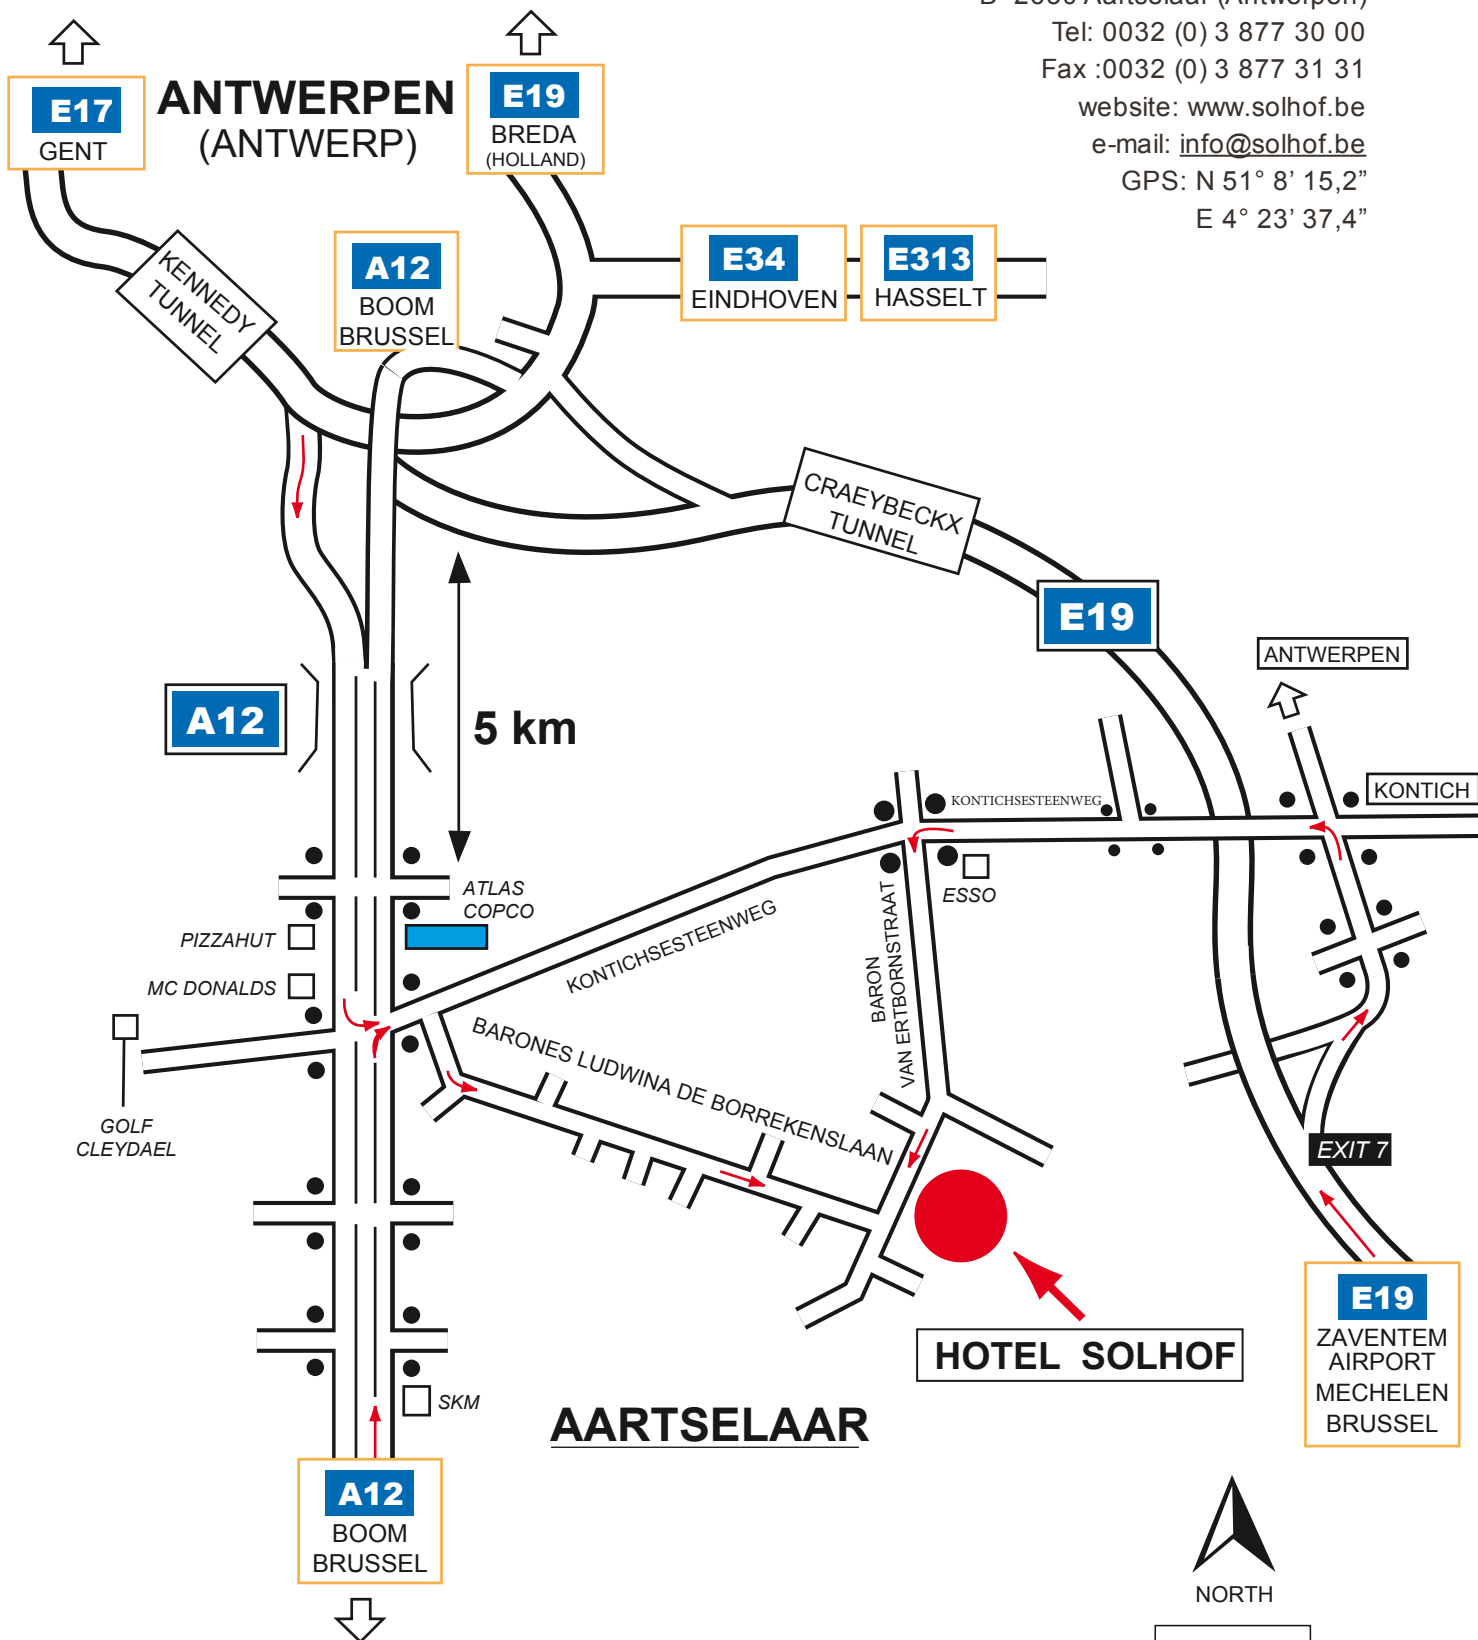 B- 2630 Aartselaar (Antwerpen)
Tel: 0032 (0) 3 877 30 00
Fax :0032 (0) 3 877 31 31
website: www.solhof.be
e-mail: info@solhof.be
GPS: N 51° 8’ 15,2”
E 4° 23’ 37,4”
E17
GENT
ANTWERPEN
(ANTWERP)
E19
BREDA
(HOLLAND)
KENNEDY
TUNNEL
A12
BOOM
BRUSSEL
E34
EINDHOVEN
E313
HASSELT
CRAEYBECKX
TUNNEL
E19
ANTWERPEN
A12
5 km
KONTICH
KONTICHSESTEENWEG
ATLAS
COPCO
ESSO
PIZZAHUT
MC DONALDS
KONTICHSESTEENWEG
BARON
VAN ERTBORNSTRAAT
BARONES LUDWINA DE BORREKENSLAAN
GOLF
CLEYDAEL
EXIT 7
HOTEL SOLHOF
E19
ZAVENTEM
AIRPORT
MECHELEN
BRUSSEL
SKM
AARTSELAAR
A12
BOOM
BRUSSEL
NORTH